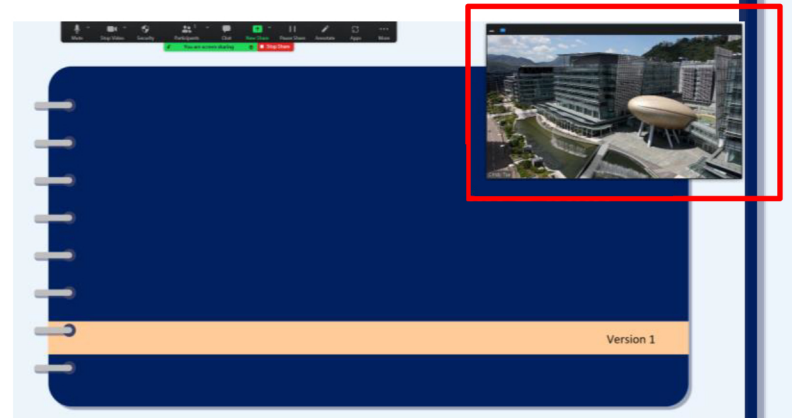 Mute Stop Video Security Participants 1 Chat New Share Pause Share Annotate Apps More
You are screen sharing Stop Share
Version 1